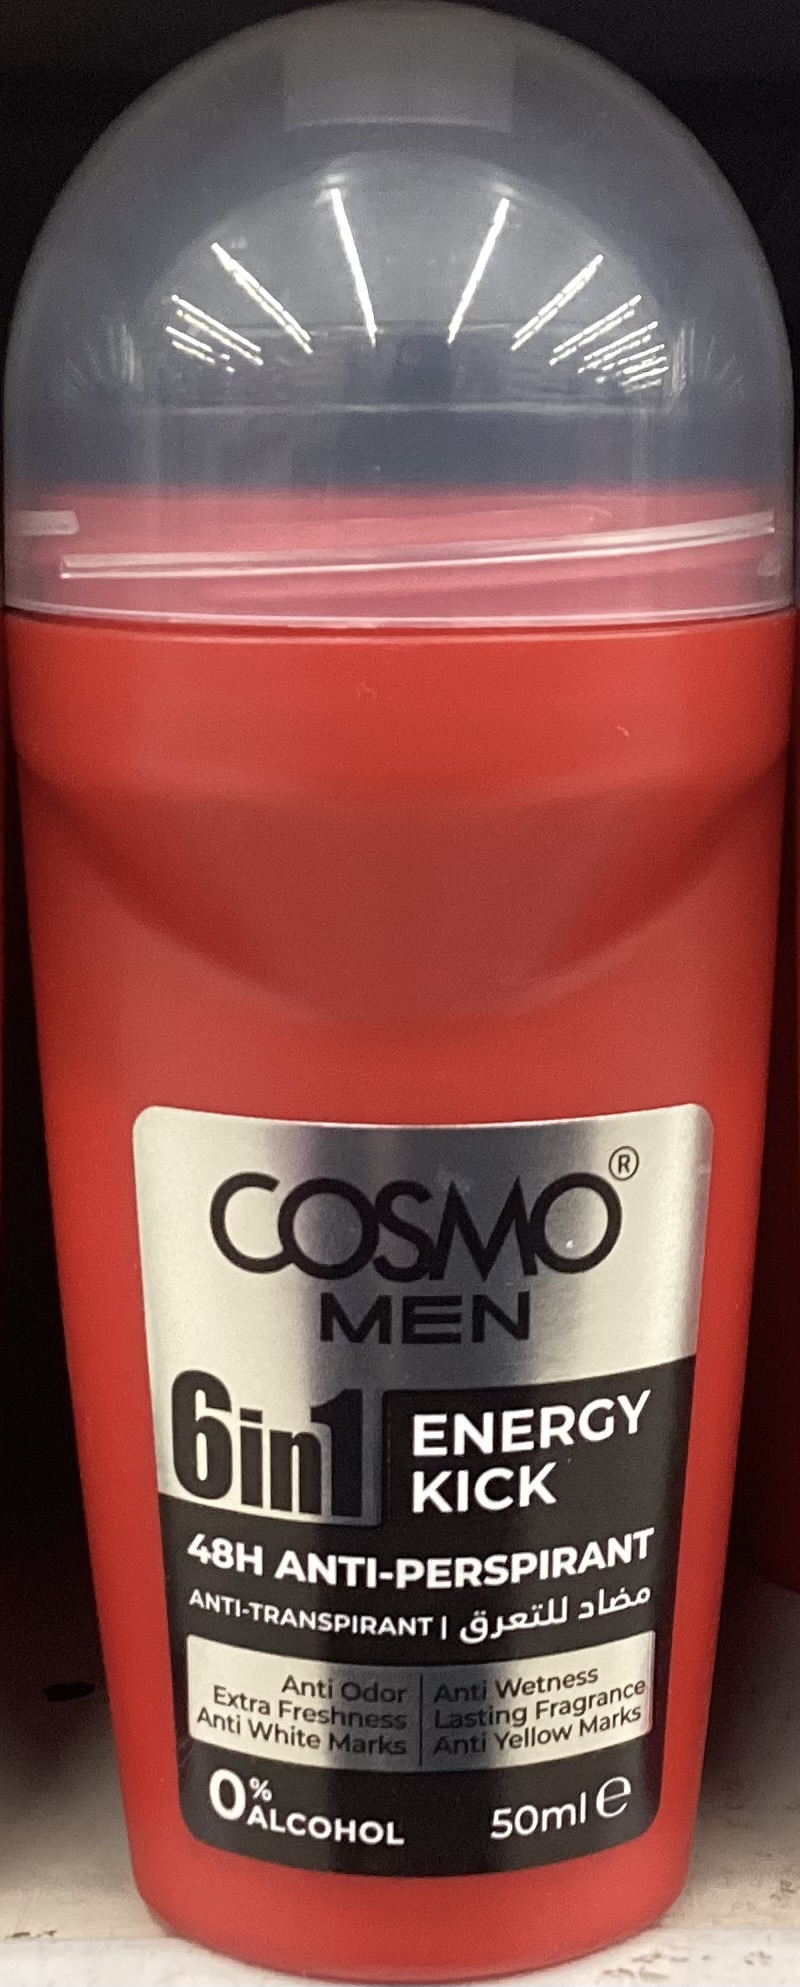 COSMO®
MEN
6in1
ENERGY
KICK
48H ANTI-PERSPIRANT
ANTI-TRANSPIRANT | مضاد للتعرق
Anti Odor | Anti Wetness
Extra Freshness | Lasting Fragrance
Anti White Marks | Anti Yellow Marks
0% ALCOHOL
50ml ℮